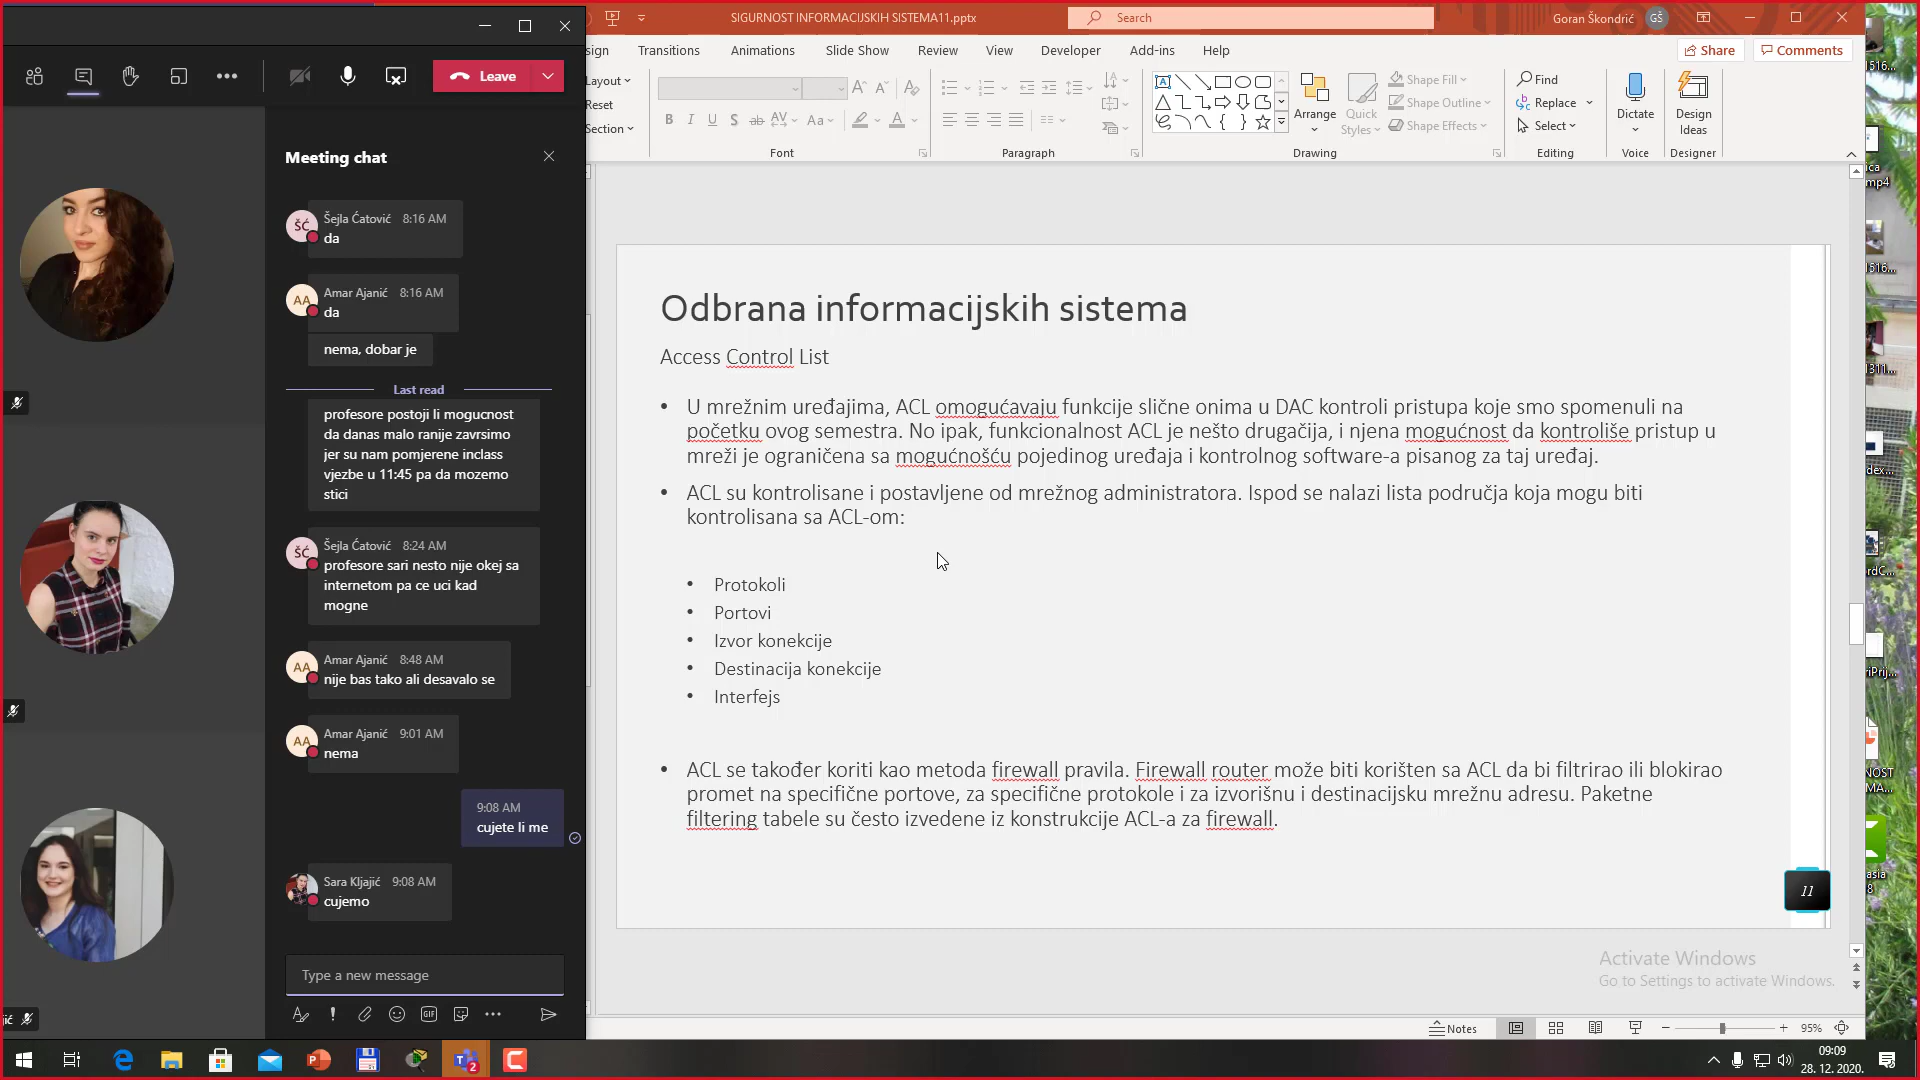 SIGURNOST INFORMACIJSKIH SISTEMA11.pptx
Search
Goran Škondrić
GŠ
Leave
Transitions
Animations
Slide Show
Review
View
Developer
Add-ins
Help
Share
Comments
Reset
Section
Font
Paragraph
Arrange
Quick
Styles
Shape Fill
Shape Outline
Shape Effects
Drawing
Find
Replace
Select
Editing
Dictate
Voice
Design
Ideas
Designer
Meeting chat
ŠĆ
Šejla Ćatović 8:16 AM
da
AA
Amar Ajanić 8:16 AM
da
nema, dobar je
Last read
profesore postoji li mogucnost
da danas malo ranije zavrsimo
jer su nam pomjerene inclass
vjezbe u 11:45 pa da mozemo
stici
ŠĆ
Šejla Ćatović 8:24 AM
profesore sari nesto nije okej sa
internetom pa ce uci kad
mogne
AA
Amar Ajanić 8:48 AM
nije bas tako ali desavalo se
AA
Amar Ajanić 9:01 AM
nema
9:08 AM
cujete li me
Sara Kljajić 9:08 AM
cujemo
Type a new message
GIF
Odbrana informacijskih sistema
Access Control List
• U mrežnim uređajima, ACL omogućavaju funkcije slične onima u DAC kontroli pristupa koje smo spomenuli na
početku ovog semestra. No ipak, funkcionalnost ACL je nešto drugačija, i njena mogućnost da kontroliše pristup u
mreži je ograničena sa mogućnošću pojedinog uređaja i kontrolnog software-a pisanog za taj uređaj.
• ACL su kontrolisane i postavljene od mrežnog administratora. Ispod se nalazi lista područja koja mogu biti
kontrolisana sa ACL-om:
• Protokoli
• Portovi
• Izvor konekcije
• Destinacija konekcije
• Interfejs
• ACL se također koriti kao metoda firewall pravila. Firewall router može biti korišten sa ACL da bi filtrirao ili blokirao
promet na specifične portove, za specifične protokole i za izvorišnu i destinacijsku mrežnu adresu. Paketne
filtering tabele su često izvedene iz konstrukcije ACL-a za firewall.
11
Activate Windows
Go to Settings to activate Windows.
Notes
95%
2
09:09
28. 12. 2020.